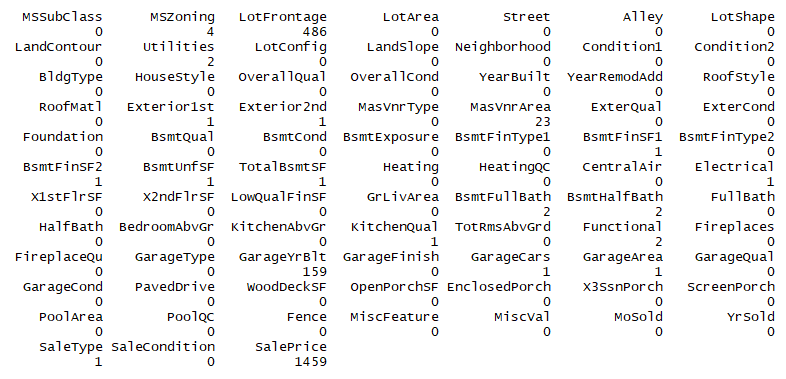 MSSubClass MSZoning LotFrontage LotArea Street Alley LotShape
0 4 486 0 0 0 0
LandContour Utilities LotConfig LandSlope Neighborhood Condition1 Condition2
0 2 0 0 0 0 0
BldgType HouseStyle OverallQual OverallCond YearBuilt YearRemodAdd RoofStyle
0 0 0 0 0 0 0
RoofMatl Exterior1st Exterior2nd MasVnrType MasVnrArea ExterQual ExterCond
0 1 1 0 23 0 0
Foundation BsmtQual BsmtCond BsmtExposure BsmtFinType1 BsmtFinSF1 BsmtFinType2
0 0 0 0 0 1 0
BsmtFinSF2 BsmtUnfSF TotalBsmtSF Heating HeatingQC CentralAir Electrical
1 1 1 0 0 0 1
X1stFlrSF X2ndFlrSF LowQualFinSF GrLivArea BsmtFullBath BsmtHalfBath FullBath
0 0 0 0 2 2 0
HalfBath BedroomAbvGr KitchenAbvGr KitchenQual TotRmsAbvGrd Functional Fireplaces
0 0 0 1 0 2 0
FireplaceQu GarageType GarageYrBlt GarageFinish GarageCars GarageArea GarageQual
0 0 159 0 1 1 0
GarageCond PavedDrive WoodDeckSF OpenPorchSF EnclosedPorch X3SsnPorch ScreenPorch
0 0 0 0 0 0 0
PoolArea PoolQC Fence MiscFeature MiscVal MoSold YrSold
0 0 0 0 0 0 0
SaleType SaleCondition SalePrice
1 0 1459